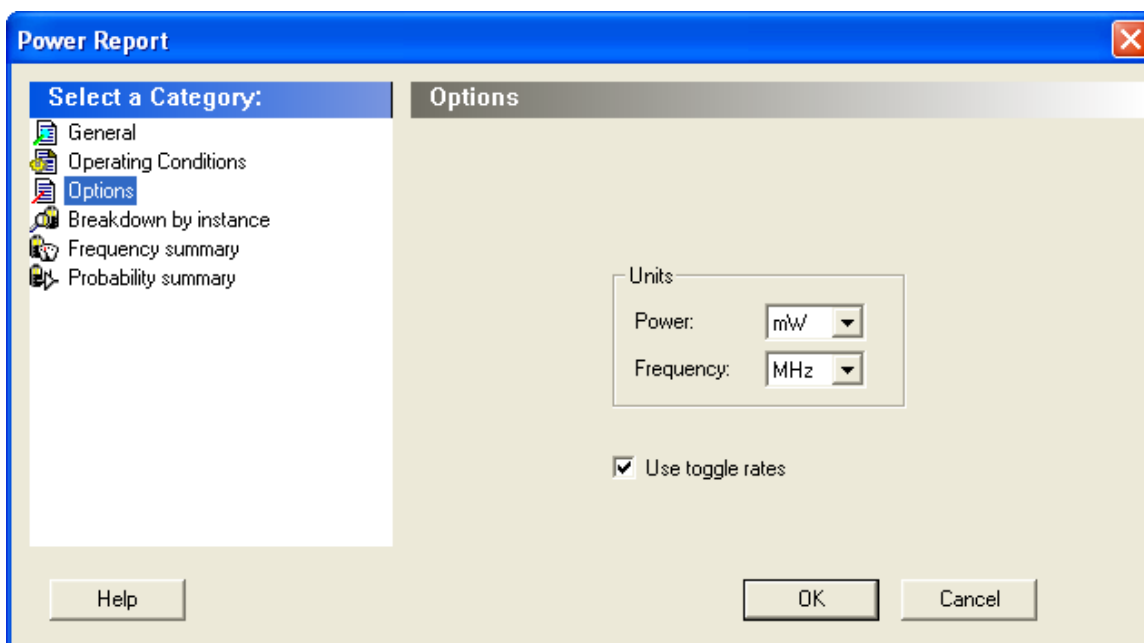 Power Report
Select a Category:
General
Operating Conditions
Options
Breakdown by instance
Frequency summary
Probability summary
Options
Units
Power: mW
Frequency: MHz
Use toggle rates
Help
OK
Cancel